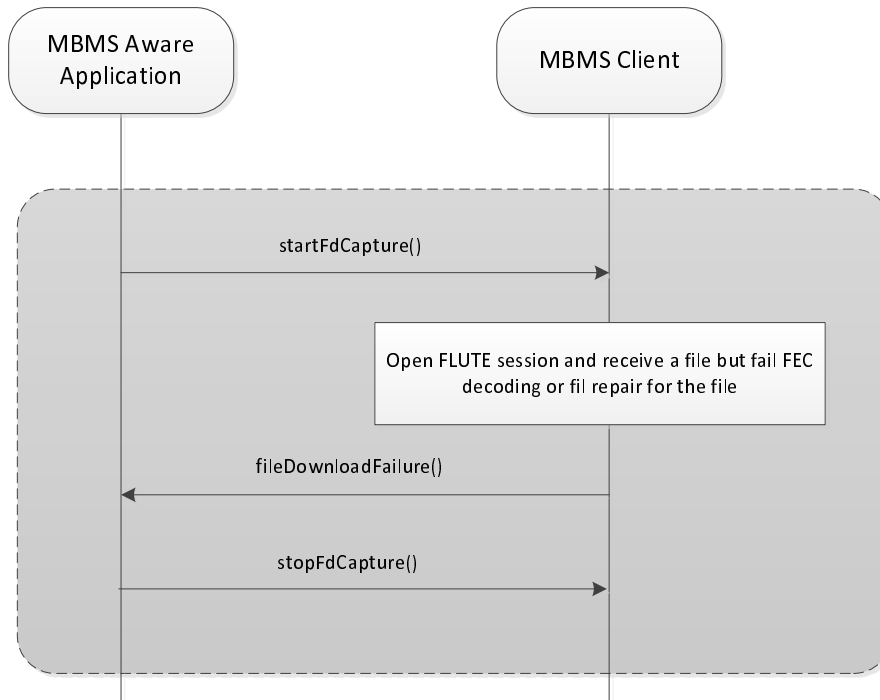 MBMS Aware
Application
MBMS Client
startFdCapture()
Open FLUTE session and receive a file but fail FEC
decoding or fil repair for the file
fileDownloadFailure()
stopFdCapture()